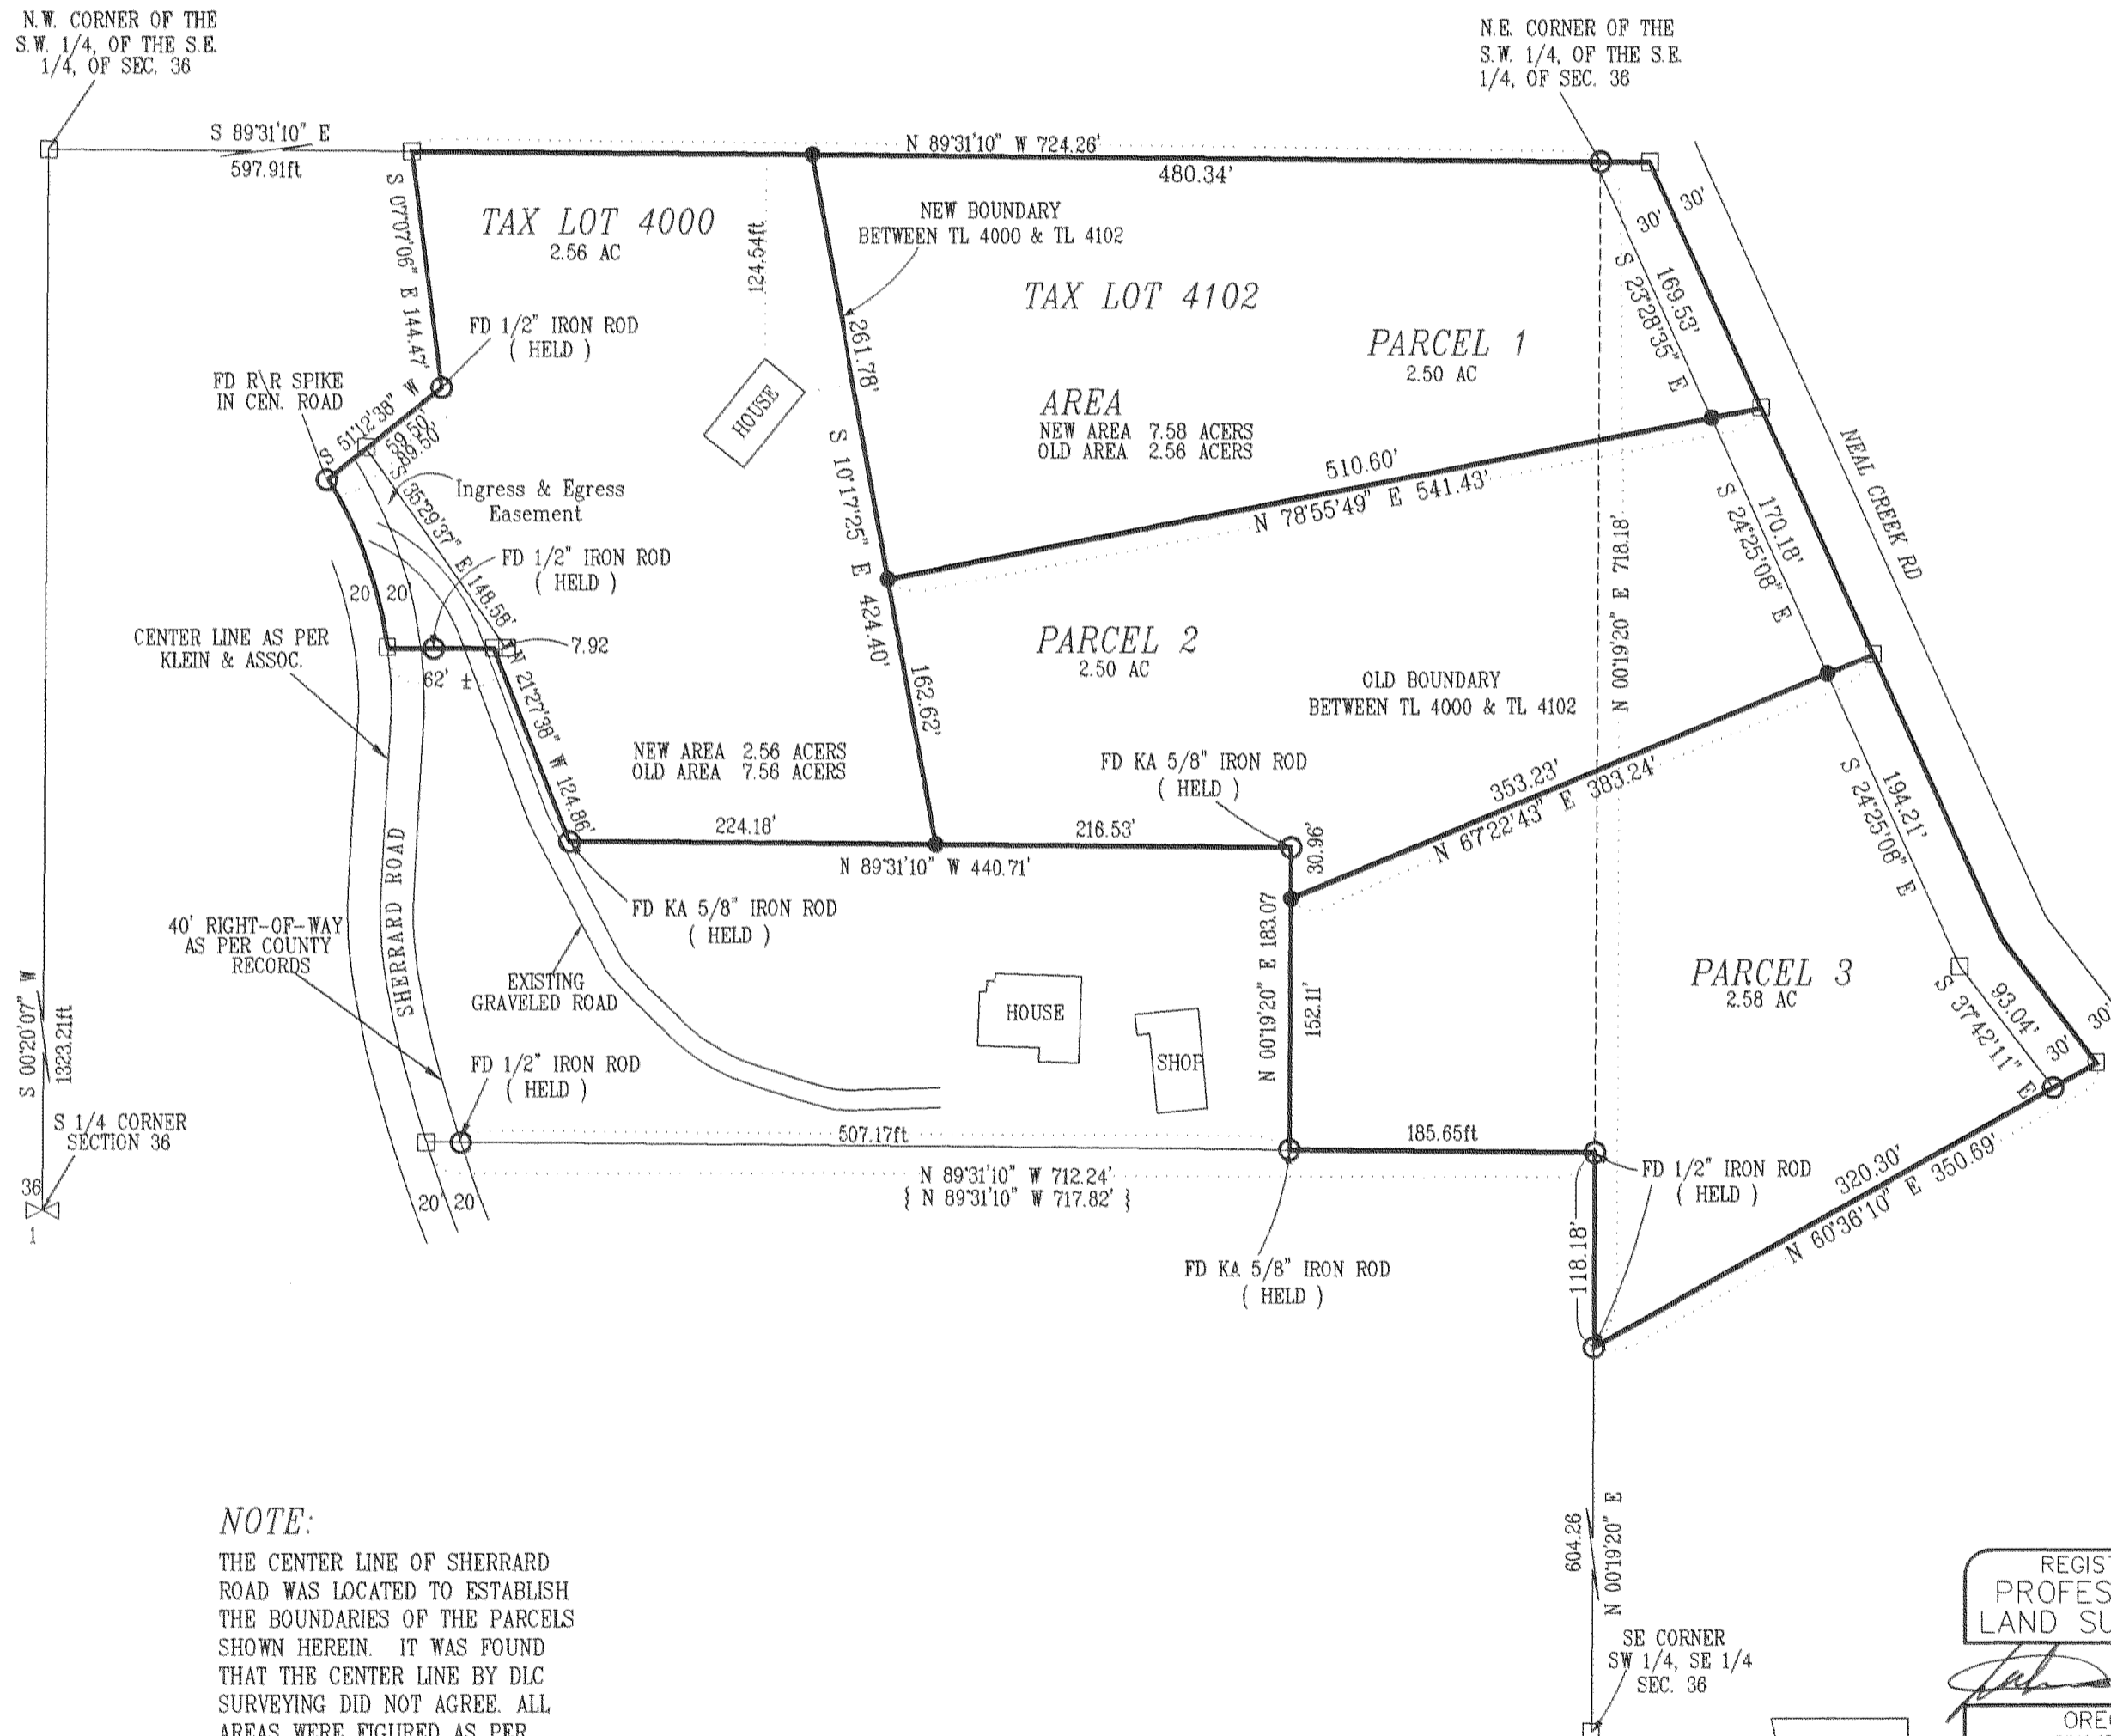 N.W. CORNER OF THE
S.W. 1/4, OF THE S.E.
1/4, OF SEC. 36
N.E. CORNER OF THE
S.W. 1/4, OF THE S.E.
1/4, OF SEC. 36
S 89°31'10" E
597.91ft
N 89°31'10" W 724.26'
480.34'
S 07°07'06" E 144.47'
TAX LOT 4000
2.56 AC
124.54ft
NEW BOUNDARY
BETWEEN TL 4000 & TL 4102
TAX LOT 4102
30'
30'
169.53'
S 23°28'35" E
FD 1/2" IRON ROD
( HELD )
261.78'
PARCEL 1
2.50 AC
FD R\R SPIKE
IN CEN. ROAD
HOUSE
AREA
NEW AREA 7.58 ACERS
OLD AREA 2.56 ACERS
S 51°12'38" W
59.50'
89.50'
S 10°17'25" E 424.40'
510.60'
N 78°55'49" E 541.43'
NEAL CREEK RD
Ingress & Egress
Easement
S 35°29'37" E 148.58'
170.18'
S 24°25'08" E
N 00°19'20" E 718.18'
FD 1/2" IRON ROD
( HELD )
20'
20'
CENTER LINE AS PER
KLEIN & ASSOC.
7.92
62' ±
N 21°27'38" W 124.86'
PARCEL 2
2.50 AC
162.62'
OLD BOUNDARY
BETWEEN TL 4000 & TL 4102
NEW AREA 2.56 ACERS
OLD AREA 7.56 ACERS
FD KA 5/8" IRON ROD
( HELD )
353.23'
N 67°22'43" E 383.24'
194.21'
S 24°25'08" E
224.18'
216.53'
N 89°31'10" W 440.71'
30.96'
SHERRARD ROAD
FD KA 5/8" IRON ROD
( HELD )
40' RIGHT-OF-WAY
AS PER COUNTY
RECORDS
N 00°19'20" E 183.07
152.11'
EXISTING
GRAVELED ROAD
HOUSE
PARCEL 3
2.58 AC
S 00°20'07" W
1323.21ft
SHOP
93.04'
S 37°42'11" E
30'
30'
FD 1/2" IRON ROD
( HELD )
S 1/4 CORNER
SECTION 36
507.17ft
185.65ft
N 89°31'10" W 712.24'
{ N 89°31'10" W 717.82' }
FD 1/2" IRON ROD
( HELD )
320.30'
N 60°36'10" E 350.69'
36
1
20'
20
118.18'
FD KA 5/8" IRON ROD
( HELD )
604.26
N 00°19'20" E
NOTE:
THE CENTER LINE OF SHERRARD
ROAD WAS LOCATED TO ESTABLISH
THE BOUNDARIES OF THE PARCELS
SHOWN HEREIN. IT WAS FOUND
THAT THE CENTER LINE BY DLC
SURVEYING DID NOT AGREE. ALL
AREAS WERE FIGURED AS PER
SE CORNER
SW 1/4, SE 1/4
SEC. 36
REGIST
PROFES
LAND SU
ORE